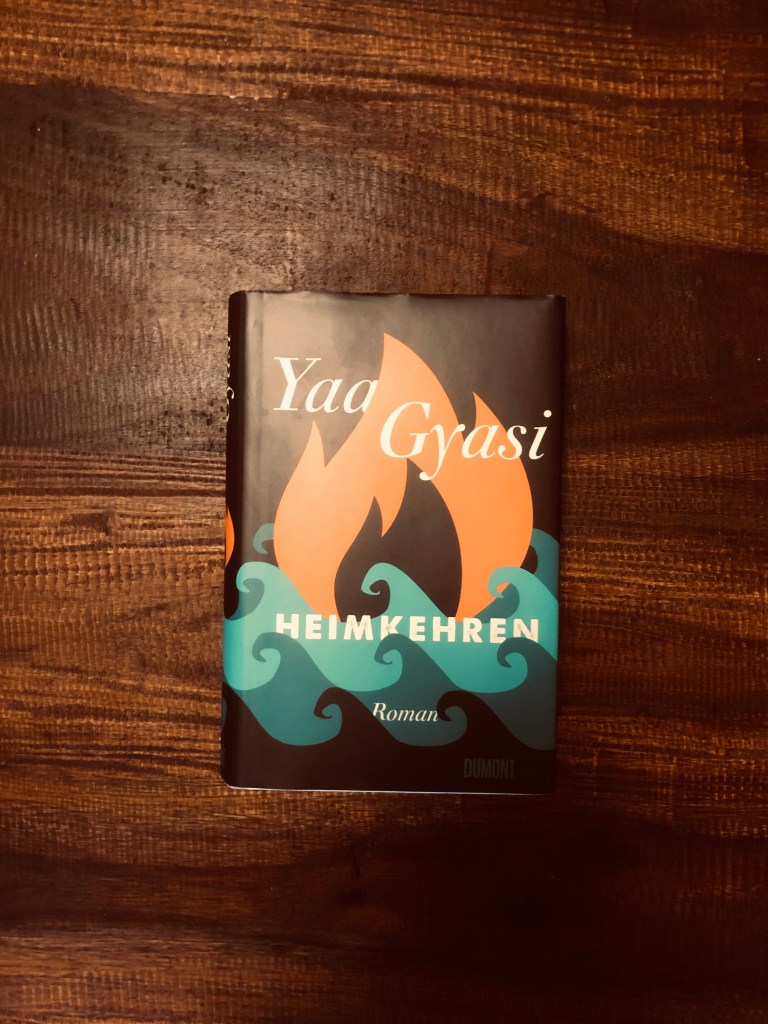 Yaa
Gyasi
HEIMKEHREN
Roman
DUMONT